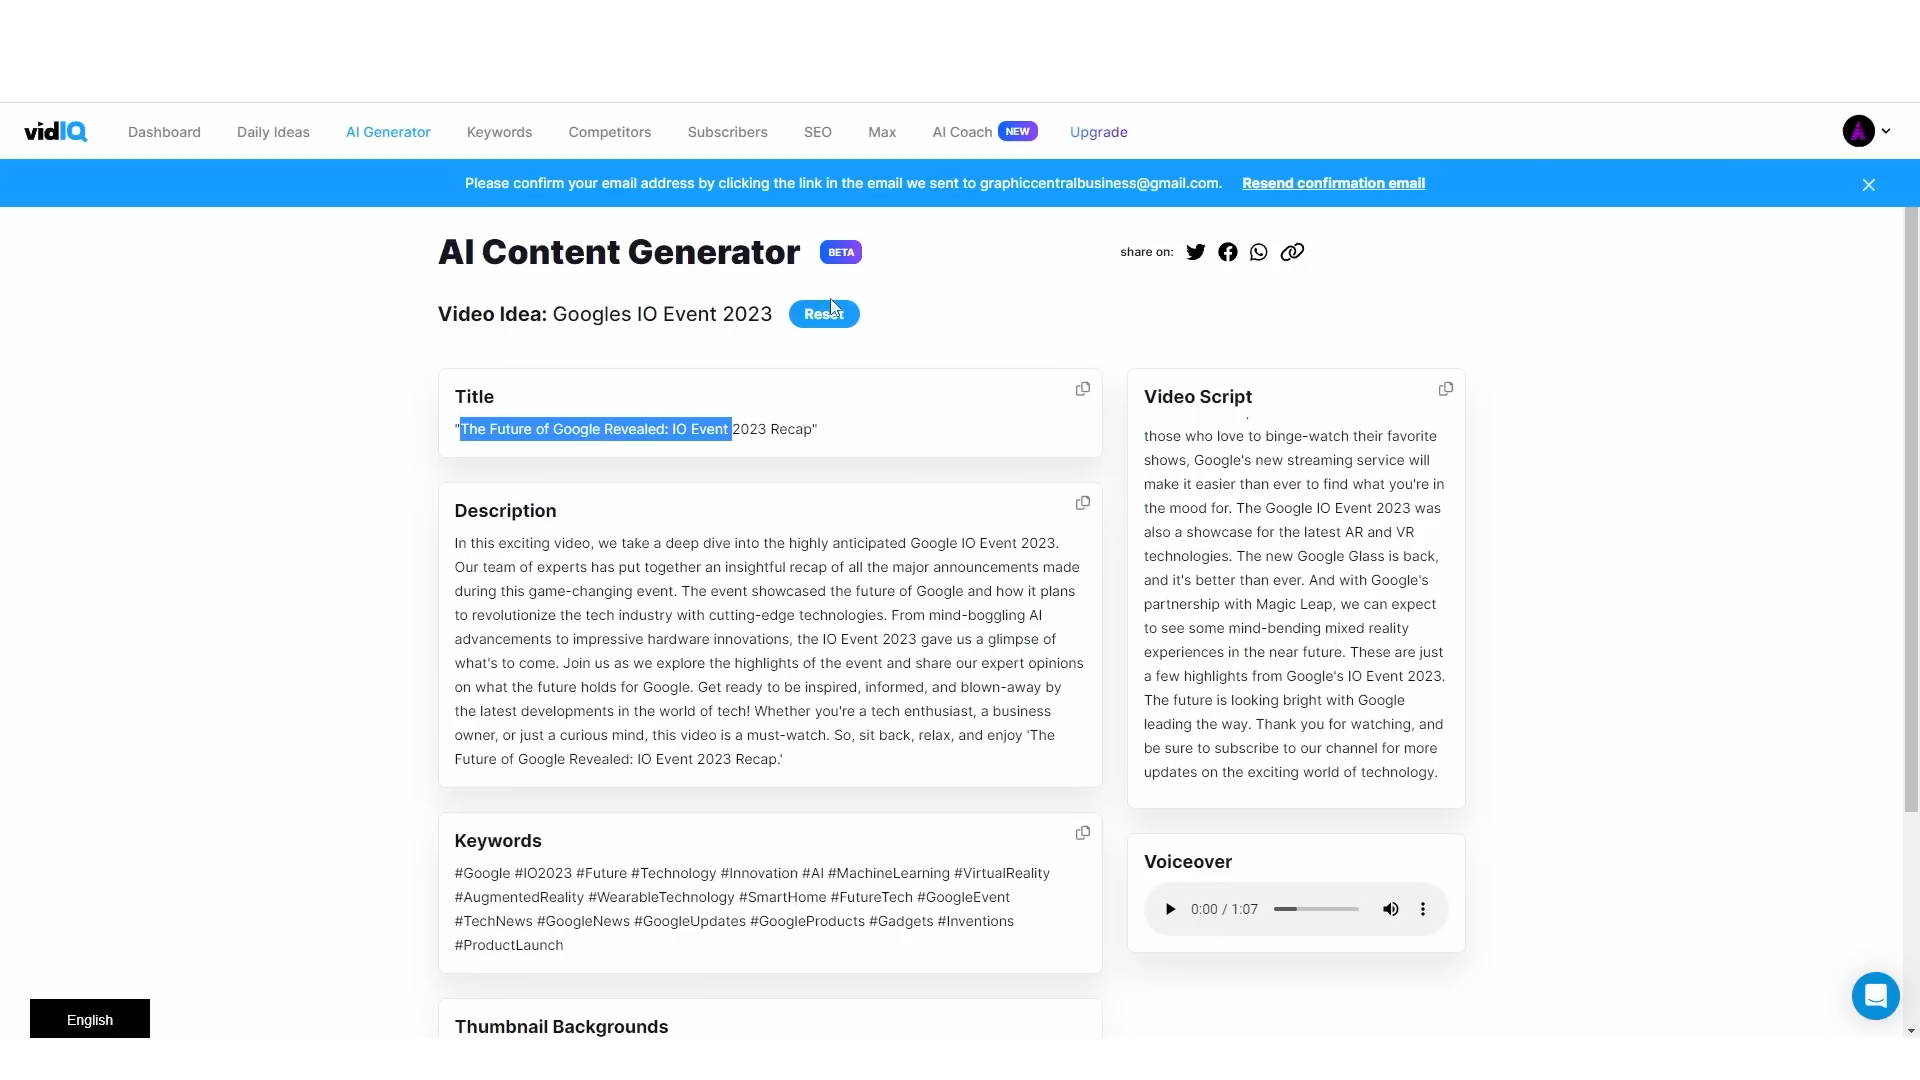 vidIQ Dashboard Daily Ideas AI Generator Keywords Competitors Subscribers SEO Max AI Coach NEW Upgrade
Please confirm your email address by clicking the link in the email we sent to graphiccentralbusiness@gmail.com. Resend confirmation email
AI Content Generator BETA
share on:
Video Idea: Googles IO Event 2023 Reset
Title
"The Future of Google Revealed: IO Event 2023 Recap"
Description
In this exciting video, we take a deep dive into the highly anticipated Google IO Event 2023.
Our team of experts has put together an insightful recap of all the major announcements made
during this game-changing event. The event showcased the future of Google and how it plans
to revolutionize the tech industry with cutting-edge technologies. From mind-boggling AI
advancements to impressive hardware innovations, the IO Event 2023 gave us a glimpse of
what's to come. Join us as we explore the highlights of the event and share our expert opinions
on what the future holds for Google. Get ready to be inspired, informed, and blown-away by
the latest developments in the world of tech! Whether you're a tech enthusiast, a business
owner, or just a curious mind, this video is a must-watch. So, sit back, relax, and enjoy 'The
Future of Google Revealed: IO Event 2023 Recap.'
Keywords
#Google #IO2023 #Future #Technology #Innovation #AI #MachineLearning #VirtualReality
#AugmentedReality #WearableTechnology #SmartHome #FutureTech #GoogleEvent
#TechNews #GoogleNews #GoogleUpdates #GoogleProducts #Gadgets #Inventions
#ProductLaunch
Thumbnail Backgrounds
Video Script
those who love to binge-watch their favorite
shows, Google's new streaming service will
make it easier than ever to find what you're in
the mood for. The Google IO Event 2023 was
also a showcase for the latest AR and VR
technologies. The new Google Glass is back,
and it's better than ever. And with Google's
partnership with Magic Leap, we can expect
to see some mind-bending mixed reality
experiences in the near future. These are just
a few highlights from Google's IO Event 2023.
The future is looking bright with Google
leading the way. Thank you for watching, and
be sure to subscribe to our channel for more
updates on the exciting world of technology.
Voiceover
0:00 / 1:07
English